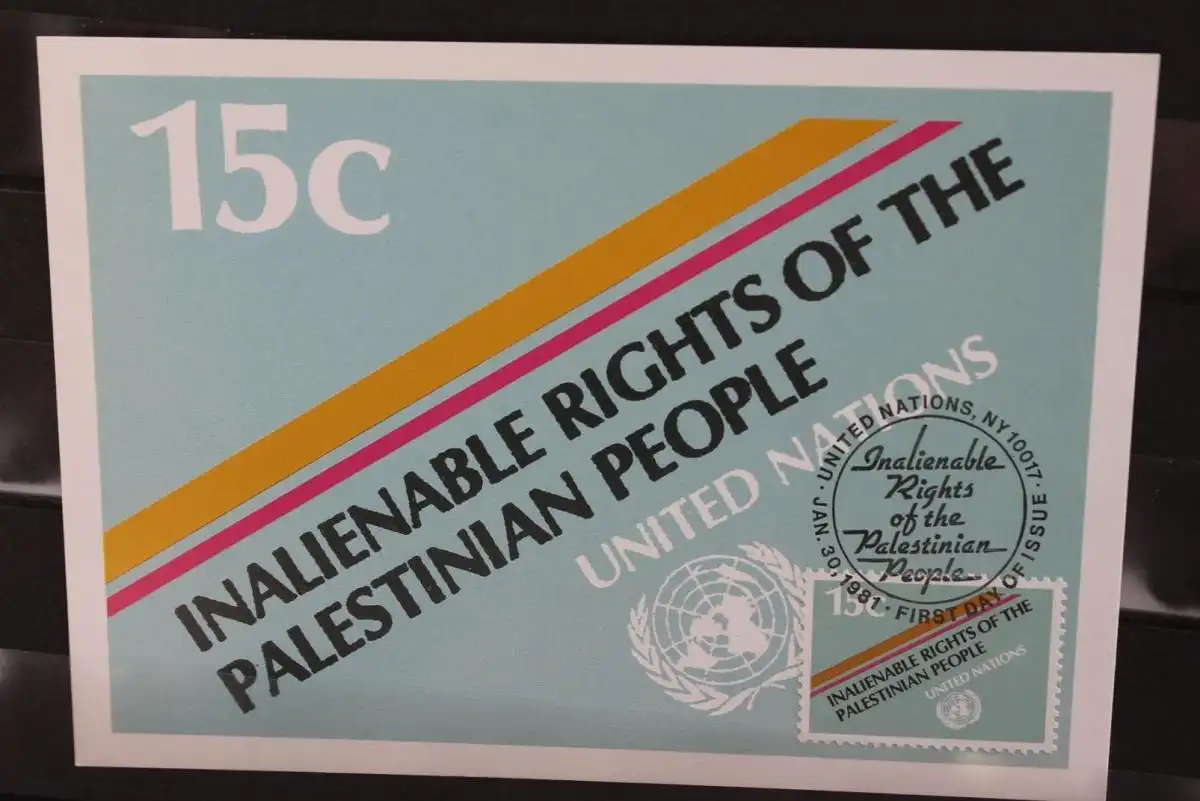 15c
INALIENABLE RIGHTS OF THE
PALESTINIAN PEOPLE
UNITED NATIONS
· UNITED NATIONS, NY 10017 ·
Inalienable
Rights
of the
Palestinian
People
JAN. 30, 1981 · FIRST DAY OF ISSUE
15c
INALIENABLE RIGHTS OF THE
PALESTINIAN PEOPLE
UNITED NATIONS